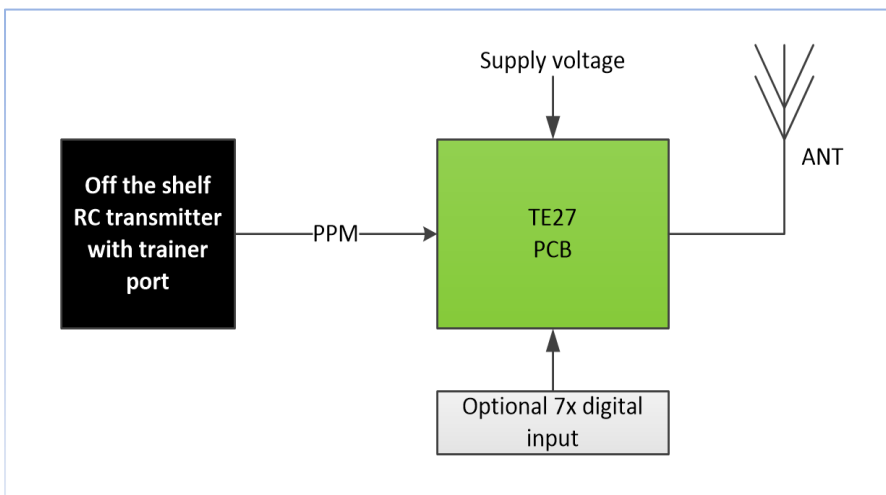 Supply voltage
ANT
Off the shelf
RC transmitter
with trainer
port
PPM
TE27
PCB
Optional 7x digital
input